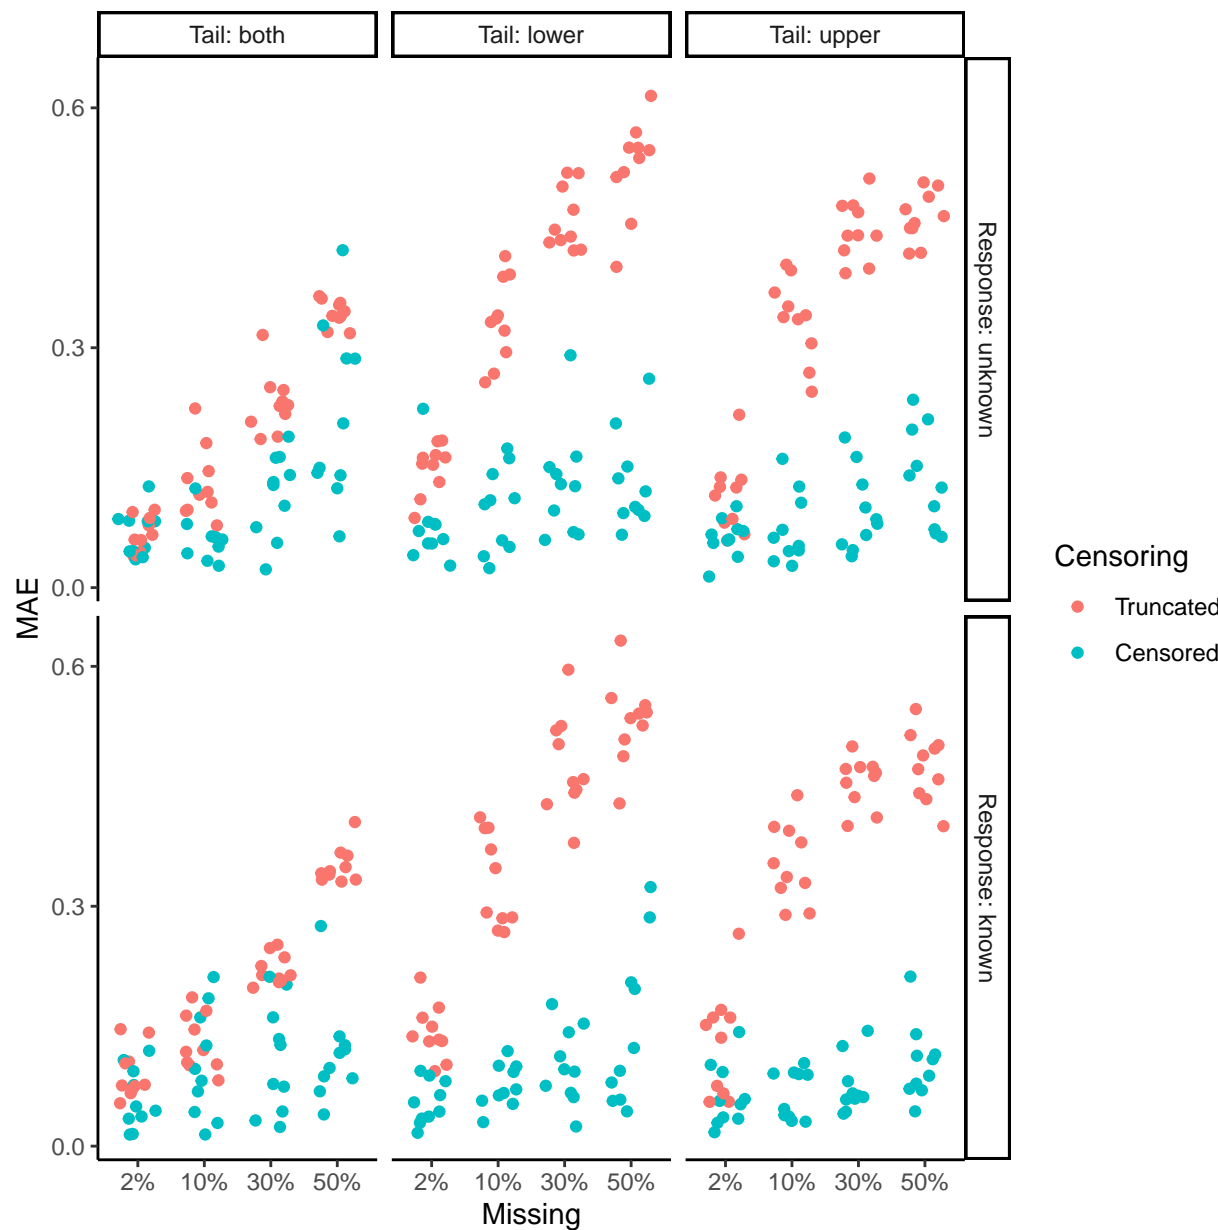 Tail: both
Tail: lower
Tail: upper
0.6
0.3
0.0
Response: unknown
MAE
Censoring
Truncated
Censored
0.6
0.3
0.0
Response: known
2%
10%
30%
50%
2%
10%
30%
50%
2%
10%
30%
50%
Missing